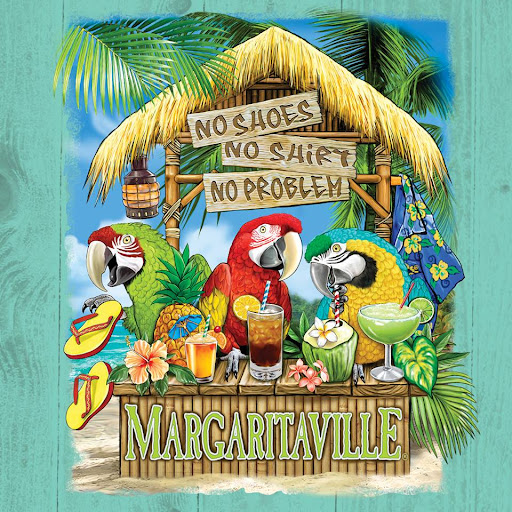 NO SHOES
NO SHIRT
NO PROBLEM
MARGARITAVILLE